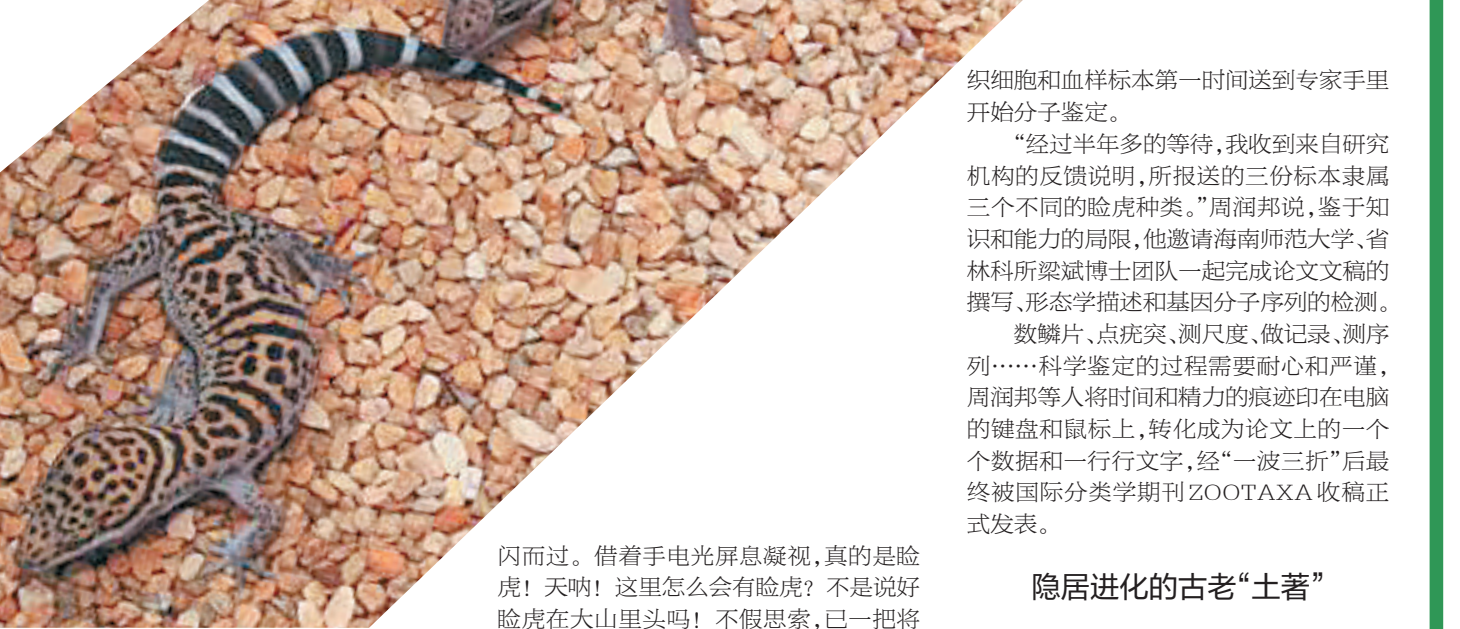 闪而过。借着手电光屏息凝视,真的是睑
虎！天呐！这里怎么会有睑虎？不是说好
睑虎在大山里头吗！不假思索,已一把将
织细胞和血样标本第一时间送到专家手里
开始分子鉴定。
“经过半年多的等待,我收到来自研究
机构的反馈说明,所报送的三份标本隶属
三个不同的睑虎种类。”周润邦说,鉴于知
识和能力的局限,他邀请海南师范大学、省
林科所梁斌博士团队一起完成论文文稿的
撰写、形态学描述和基因分子序列的检测。
数鳞片、点疣突、测尺度、做记录、测序
列……科学鉴定的过程需要耐心和严谨,
周润邦等人将时间和精力的痕迹印在电脑
的键盘和鼠标上,转化成为论文上的一个
个数据和一行行文字,经“一波三折”后最
终被国际分类学期刊ZOOTAXA收稿正
式发表。
隐居进化的古老“土著”